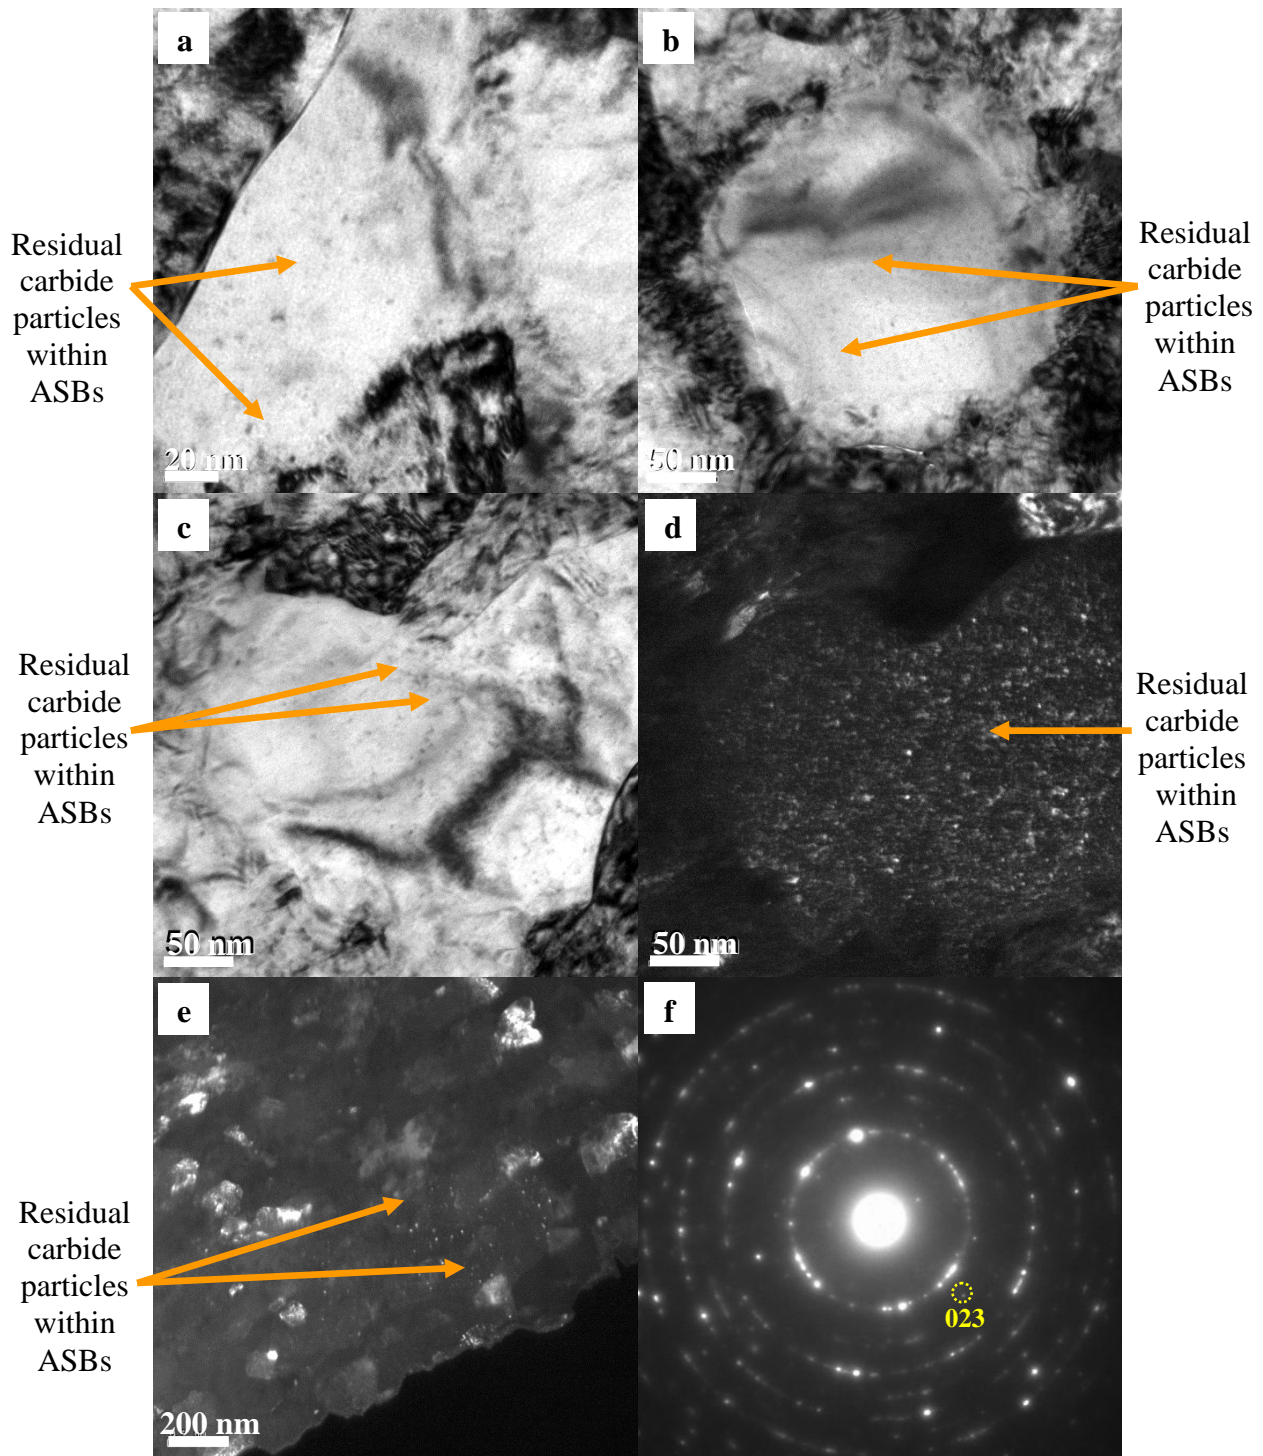 a
b
Residual
carbide
particles
within
ASBs
Residual
carbide
particles
within
ASBs
20 nm
50 nm
c
d
Residual
carbide
particles
within
ASBs
Residual
carbide
particles
within
ASBs
50 nm
50 nm
e
f
Residual
carbide
particles
within
ASBs
023
200 nm